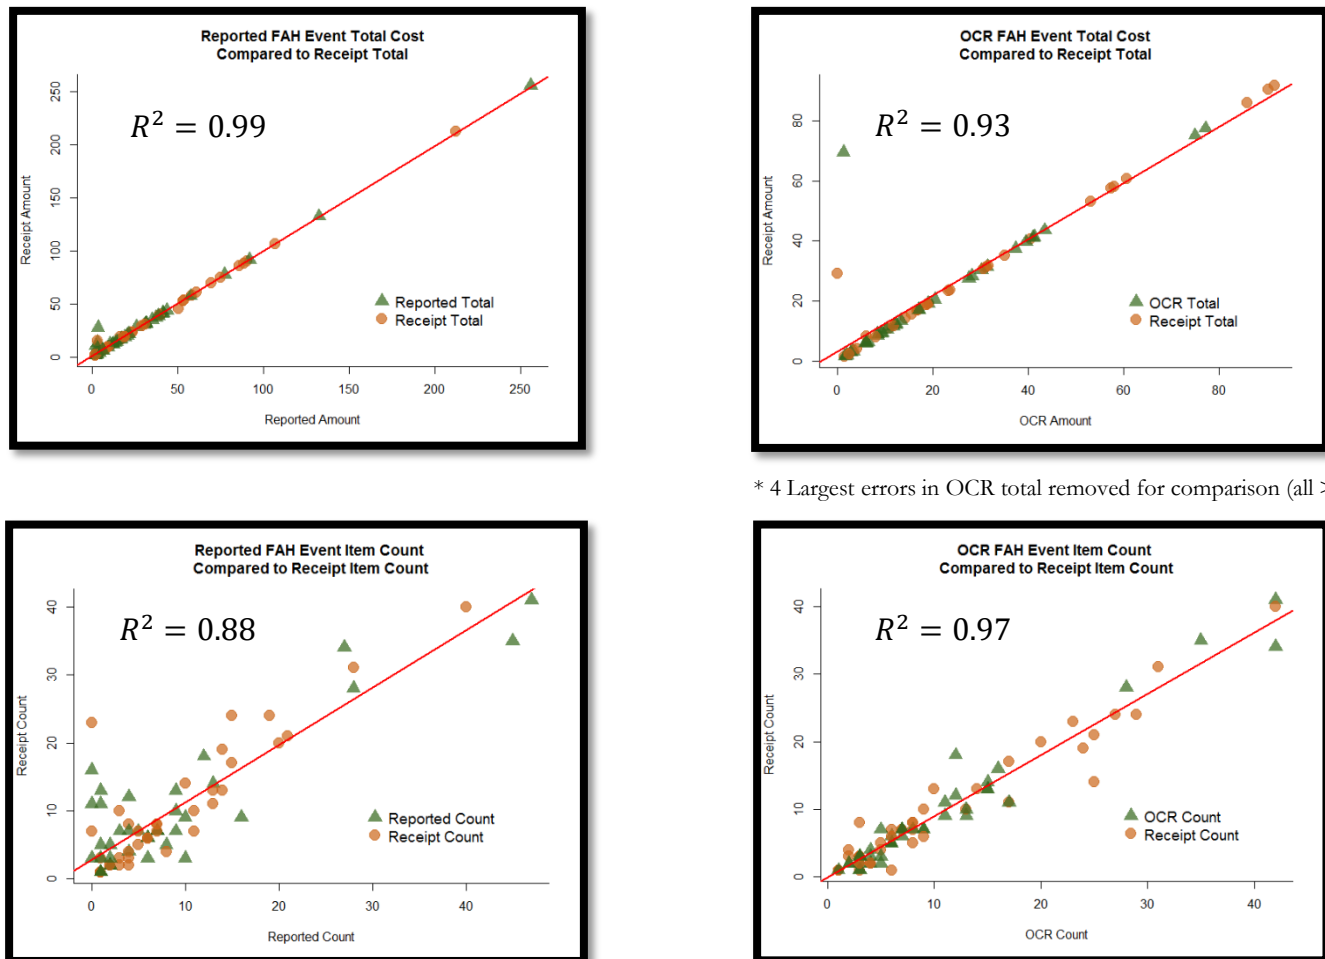 Reported FAH Event Total Cost
Compared to Receipt Total
R² = 0.99
Receipt Amount
0
50
100
150
200
250
Reported Total
Receipt Total
0
50
100
150
200
250
Reported Amount
OCR FAH Event Total Cost
Compared to Receipt Total
R² = 0.93
Receipt Amount
0
20
40
60
80
OCR Total
Receipt Total
0
20
40
60
80
OCR Amount
* 4 Largest errors in OCR total removed for comparison (all >
Reported FAH Event Item Count
Compared to Receipt Item Count
R² = 0.88
Receipt Count
0
10
20
30
40
Reported Count
Receipt Count
0
10
20
30
40
Reported Count
OCR FAH Event Item Count
Compared to Receipt Item Count
R² = 0.97
Receipt Count
0
10
20
30
40
OCR Count
Receipt Count
0
10
20
30
40
OCR Count